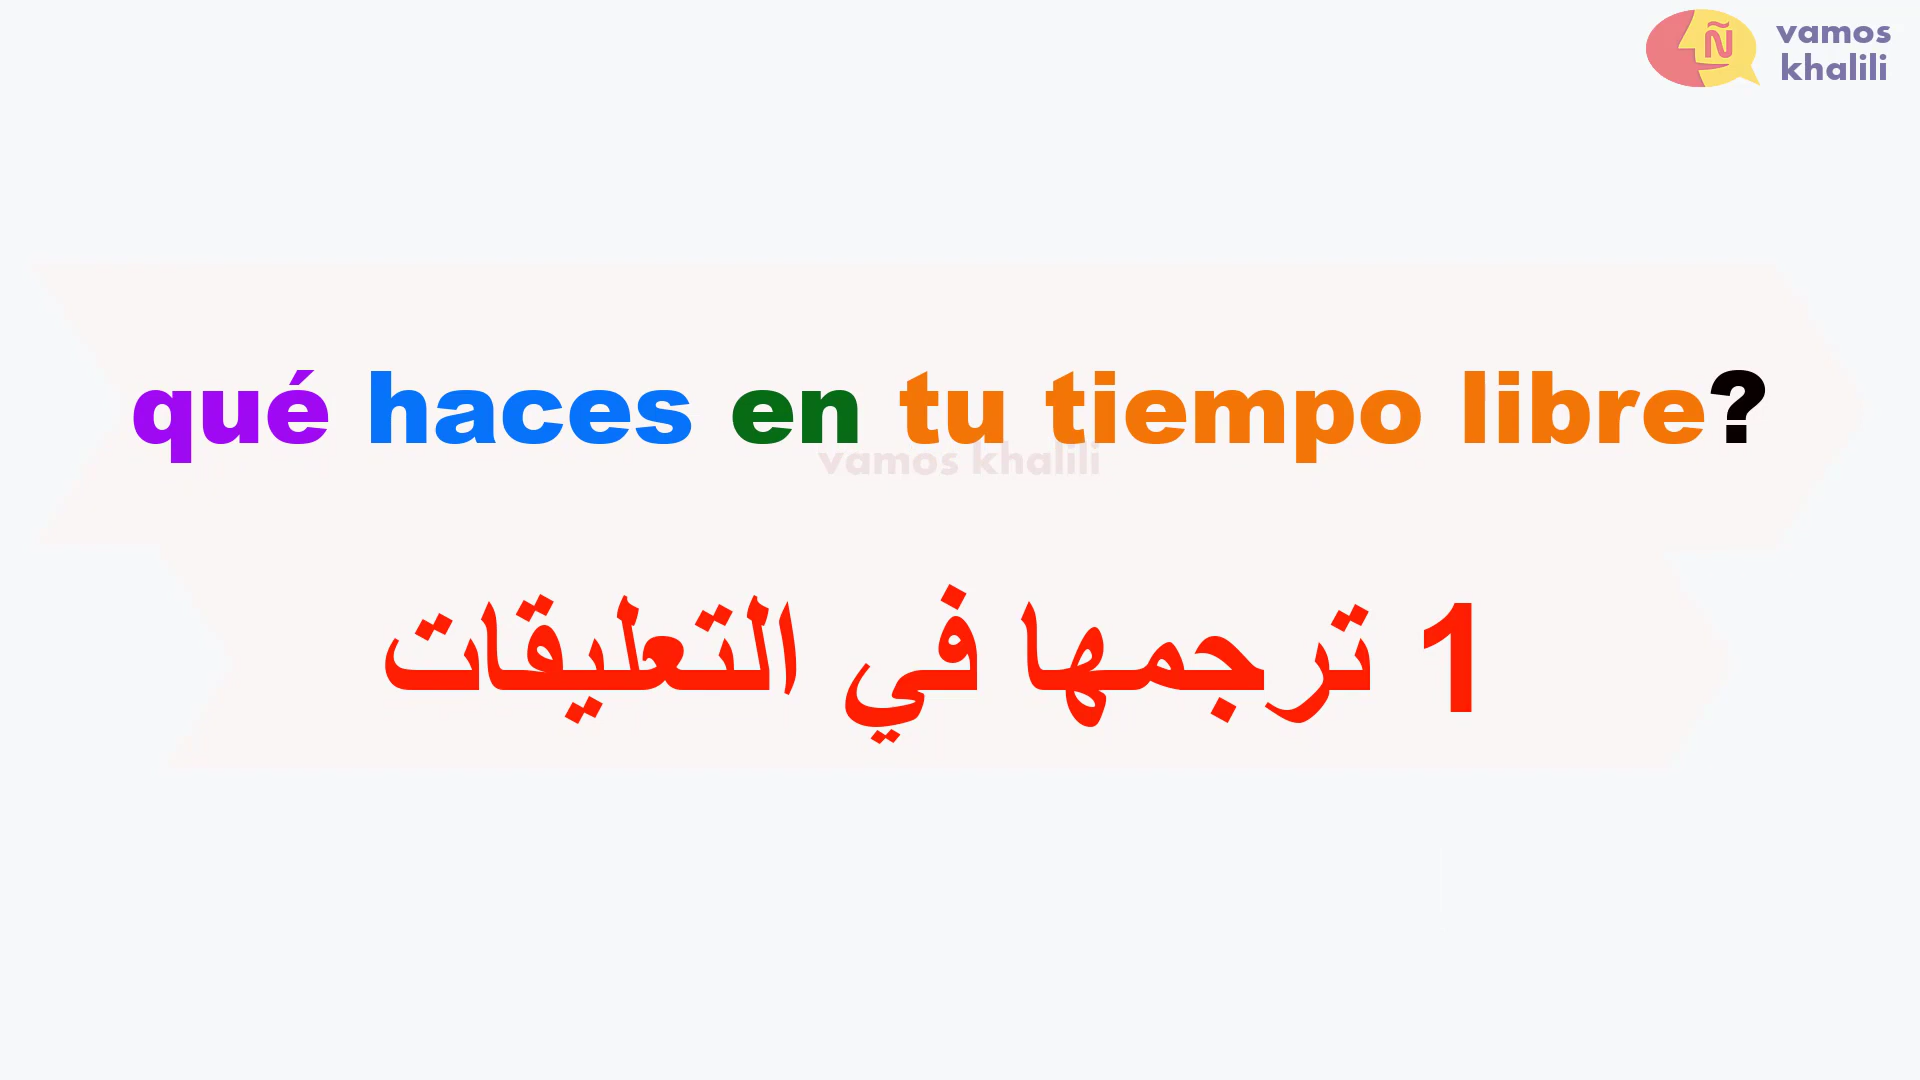 Ñ
vamos
khalili
qué haces en tu tiempo libre?
vamos khalili
1 ترجمها في التعليقات